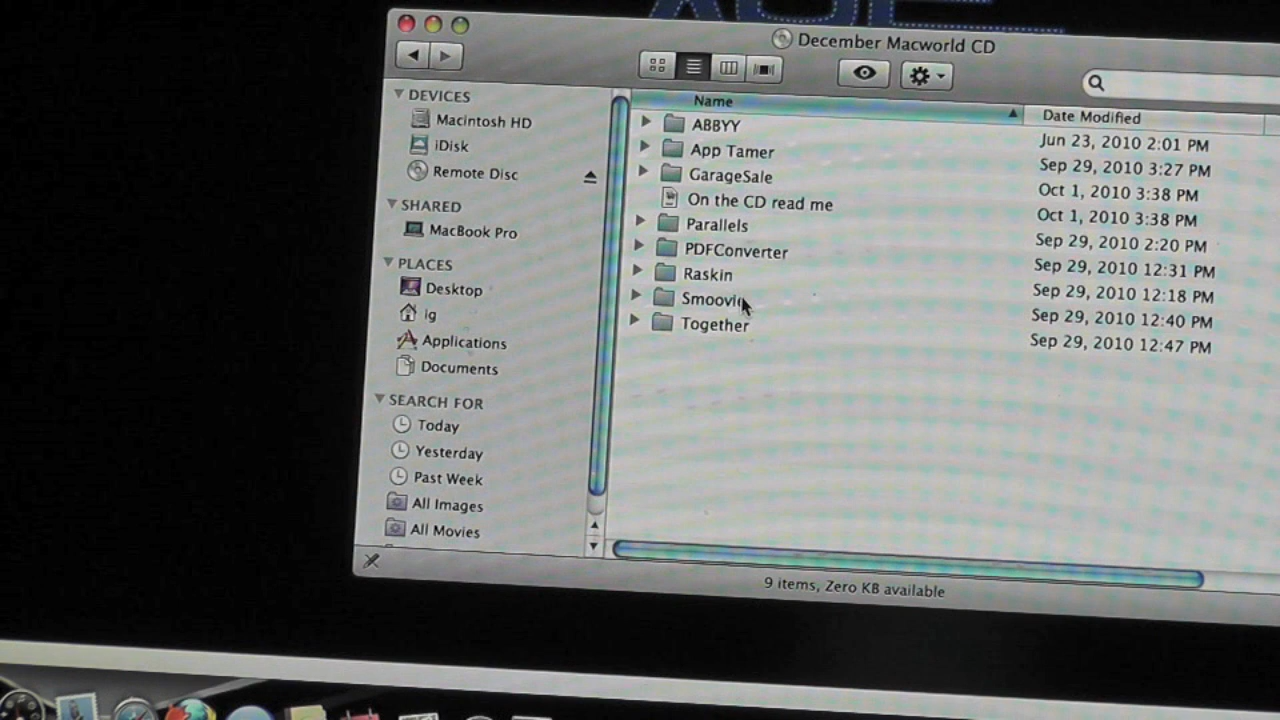 December Macworld CD
DEVICES
Macintosh HD
iDisk
Remote Disc
SHARED
MacBook Pro
PLACES
Desktop
ig
Applications
Documents
SEARCH FOR
Today
Yesterday
Past Week
All Images
All Movies
Name
Date Modified
ABBYY
Jun 23, 2010 2:01 PM
App Tamer
Sep 29, 2010 3:27 PM
GarageSale
Oct 1, 2010 3:38 PM
On the CD read me
Oct 1, 2010 3:38 PM
Parallels
Sep 29, 2010 2:20 PM
PDFConverter
Sep 29, 2010 12:31 PM
Raskin
Sep 29, 2010 12:18 PM
Smoovi
Sep 29, 2010 12:40 PM
Together
Sep 29, 2010 12:47 PM
9 items, Zero KB available